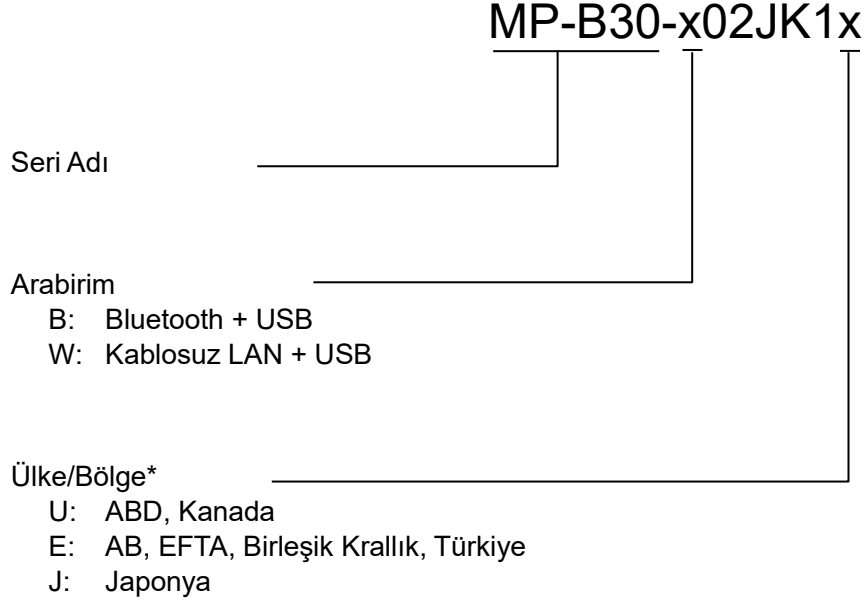 MP-B30-x02JK1x
Seri Adı
Arabirim
B: Bluetooth + USB
W: Kablosuz LAN + USB
Ülke/Bölge*
U: ABD, Kanada
E: AB, EFTA, Birleşik Krallık, Türkiye
J: Japonya